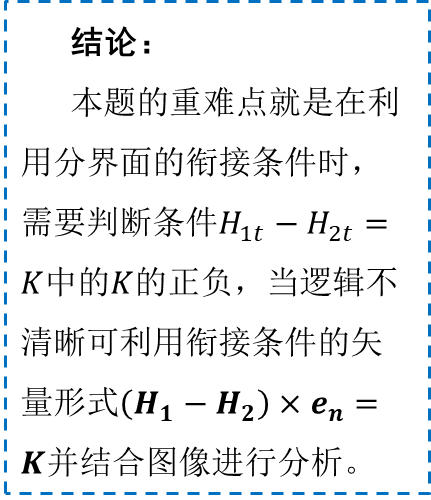 结论：
本题的重难点就是在利
用分界面的衔接条件时，
需要判断条件H₁ₜ − H₂ₜ =
K中的K的正负，当逻辑不
清晰可利用衔接条件的矢
量形式(H₁ − H₂) × eₙ =
K并结合图像进行分析。